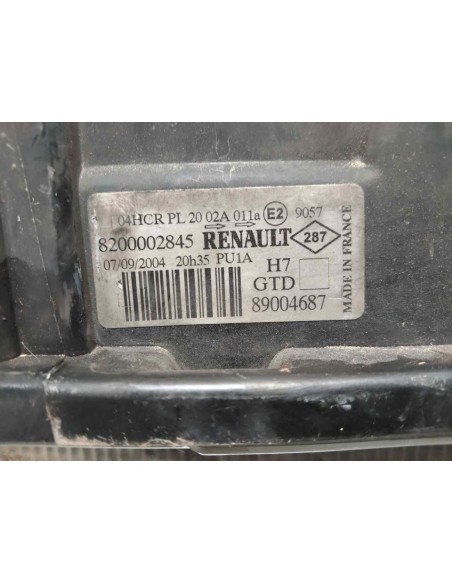 04HCR PL 20 02A 011a E2 9057
8200002845 RENAULT 287
07/09/2004 20h35 PU1A
H7
GTD
89004687
MADE IN FRANCE